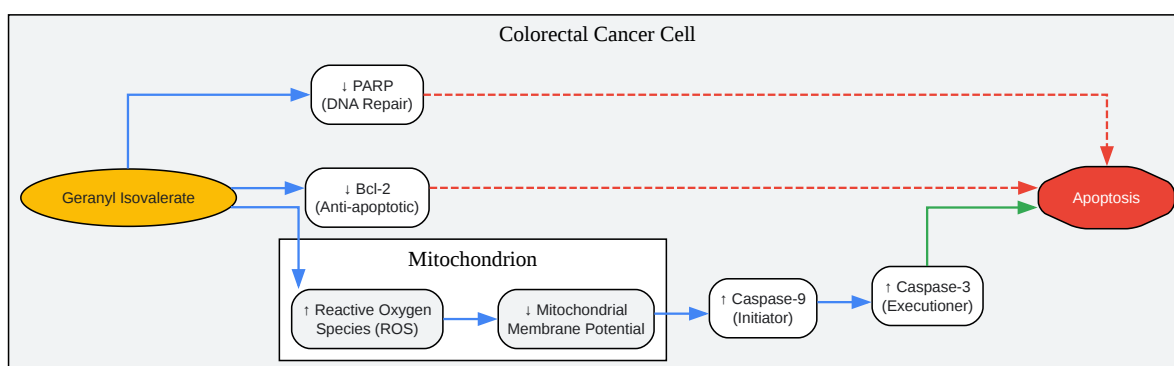 Colorectal Cancer Cell
↓ PARP
(DNA Repair)
Geranyl Isovalerate
↓ Bcl-2
(Anti-apoptotic)
Apoptosis
Mitochondrion
↑ Reactive Oxygen
Species (ROS)
↓ Mitochondrial
Membrane Potential
↑ Caspase-9
(Initiator)
↑ Caspase-3
(Executioner)